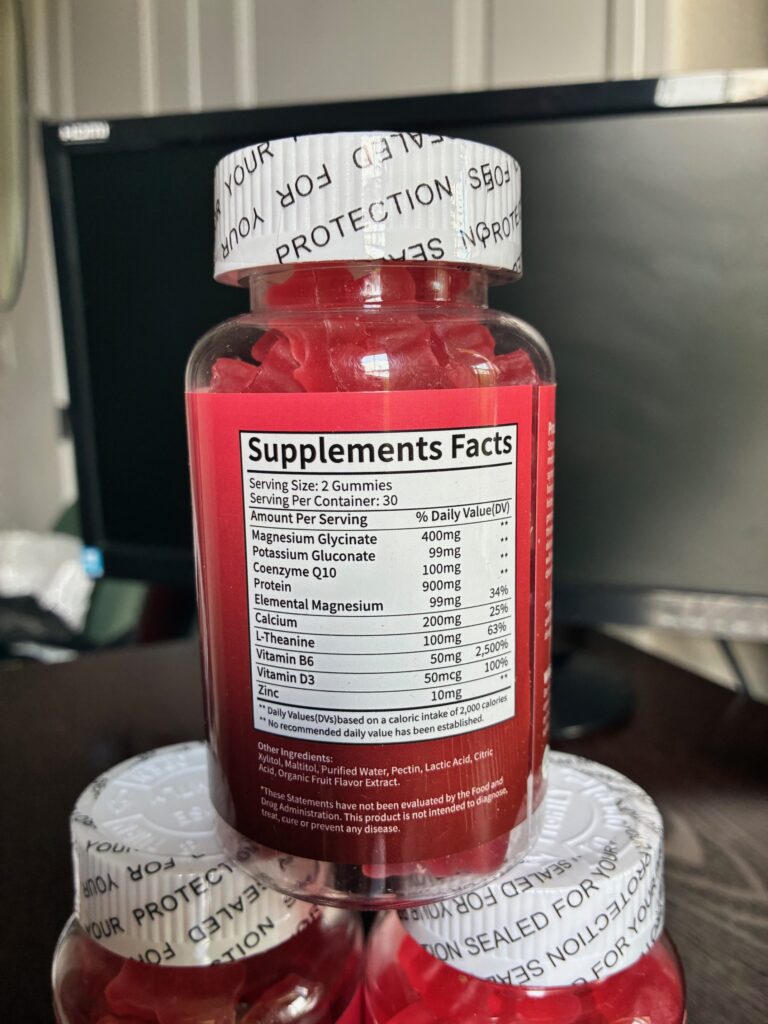 YOUR
FOR
SEALED
YOUR
FOR
PROTECTION
SEALED
Supplements Facts
Serving Size: 2 Gummies
Serving Per Container: 30
Amount Per Serving % Daily Value(DV)
Magnesium Glycinate 400mg **
Potassium Gluconate 99mg **
Coenzyme Q10 100mg **
Protein 900mg **
Elemental Magnesium 99mg 34%
Calcium 200mg 25%
L-Theanine 100mg 63%
Vitamin B6 50mg 2,500%
Vitamin D3 50mcg 100%
Zinc 10mg **
** Daily Values(DVs)based on a caloric intake of 2,000 calories
** No recommended daily value has been established.
Other Ingredients:
Xylitol, Maltitol, Purified Water, Pectin, Lactic Acid, Citric
Acid, Organic Fruit Flavor Extract.
*These Statements have not been evaluated by the Food and
Drug Administration. This product is not intended to diagnose,
treat, cure or prevent any disease.
YOUR FOR SEALED
YOUR PROTECTION
SEALED FOR YOUR
SEALED
FOR YOUR